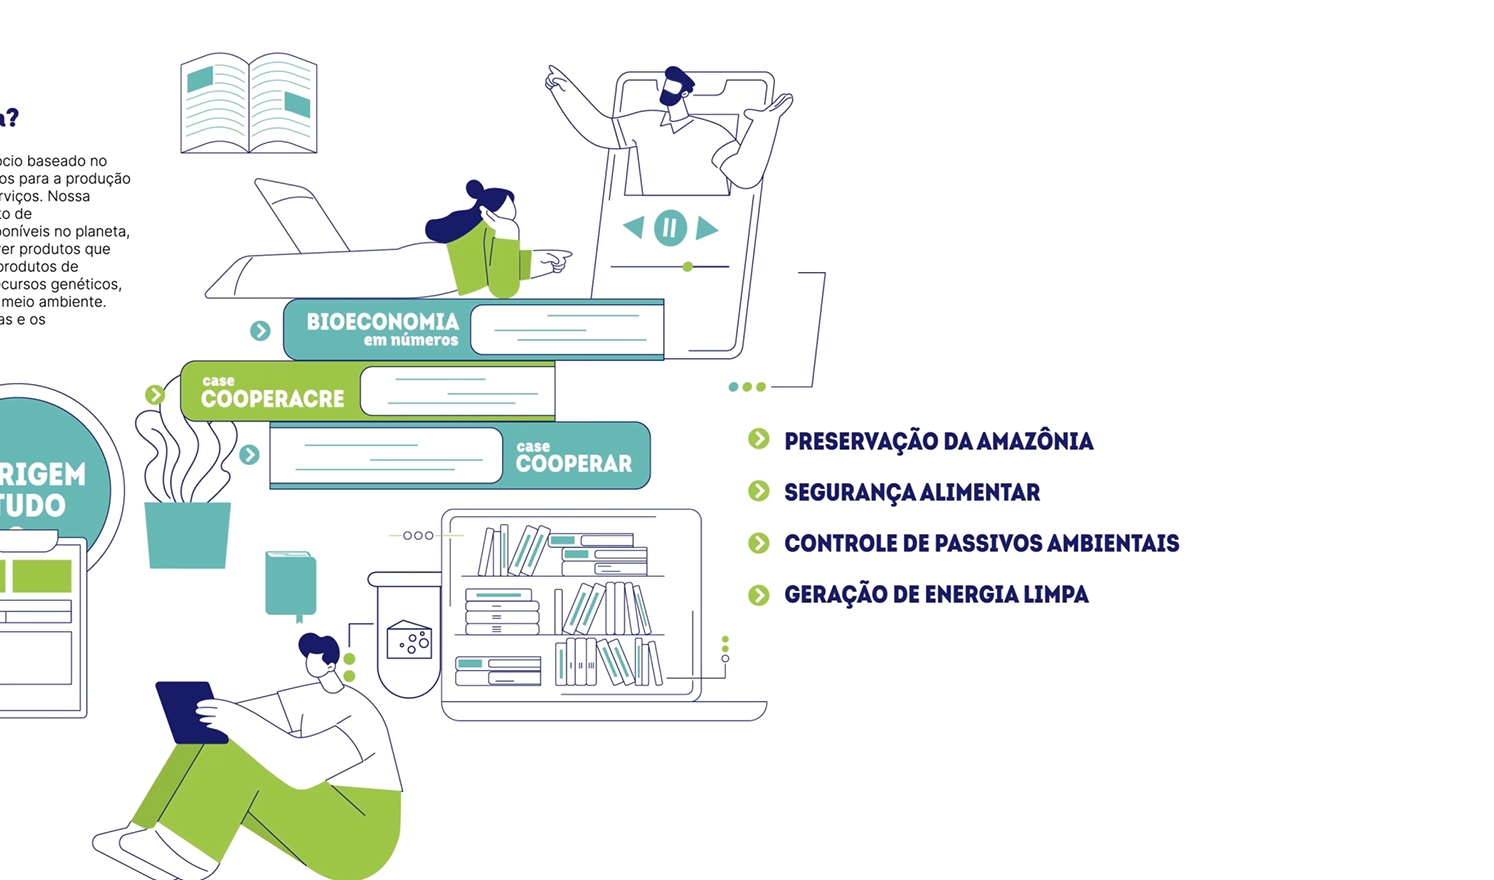 a?
ócio baseado no
os para a produção
rviços. Nossa
to de
poníveis no planeta,
ver produtos que
produtos de
ecursos genéticos,
meio ambiente.
as e os
BIOECONOMIA
em números
case
COOPERACRE
case
COOPERAR
RIGEM
TUDO
PRESERVAÇÃO DA AMAZÔNIA
SEGURANÇA ALIMENTAR
CONTROLE DE PASSIVOS AMBIENTAIS
GERAÇÃO DE ENERGIA LIMPA